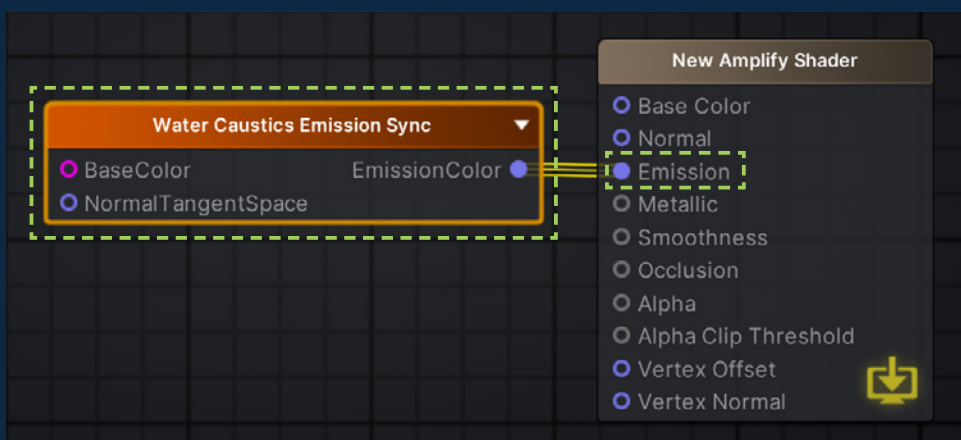 New Amplify Shader
Water Caustics Emission Sync
BaseColor
EmissionColor
NormalTangentSpace
Base Color
Normal
Emission
Metallic
Smoothness
Occlusion
Alpha
Alpha Clip Threshold
Vertex Offset
Vertex Normal